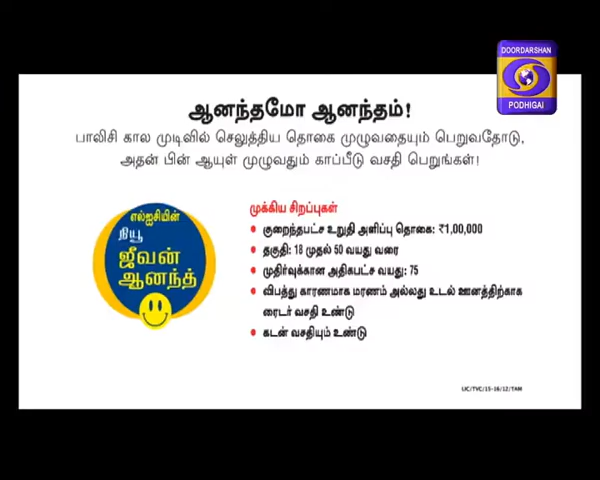 DOORDARSHAN
PODHIGAI
ஆனந்தமோ ஆனந்தம்!
பாலிசி கால முடிவில் செலுத்திய தொகை முழுவதையும் பெறுவதோடு,
அதன் பின் ஆயுள் முழுவதும் காப்பீடு வசதி பெறுங்கள்!
எல்ஐசியின்
நியூ
ஜீவன்
ஆனந்த்
முக்கிய சிறப்புகள்
குறைந்தபட்ச உறுதி அளிப்பு தொகை: ₹1,00,000
தகுதி: 18 முதல் 50 வயது வரை
முதிர்வுக்கான அதிகபட்ச வயது: 75
விபத்து காரணமாக மரணம் அல்லது உடல் ஊனத்திற்காக
ரைடர் வசதி உண்டு
கடன் வசதியும் உண்டு
LIC/TVC/15-16/12/TAM